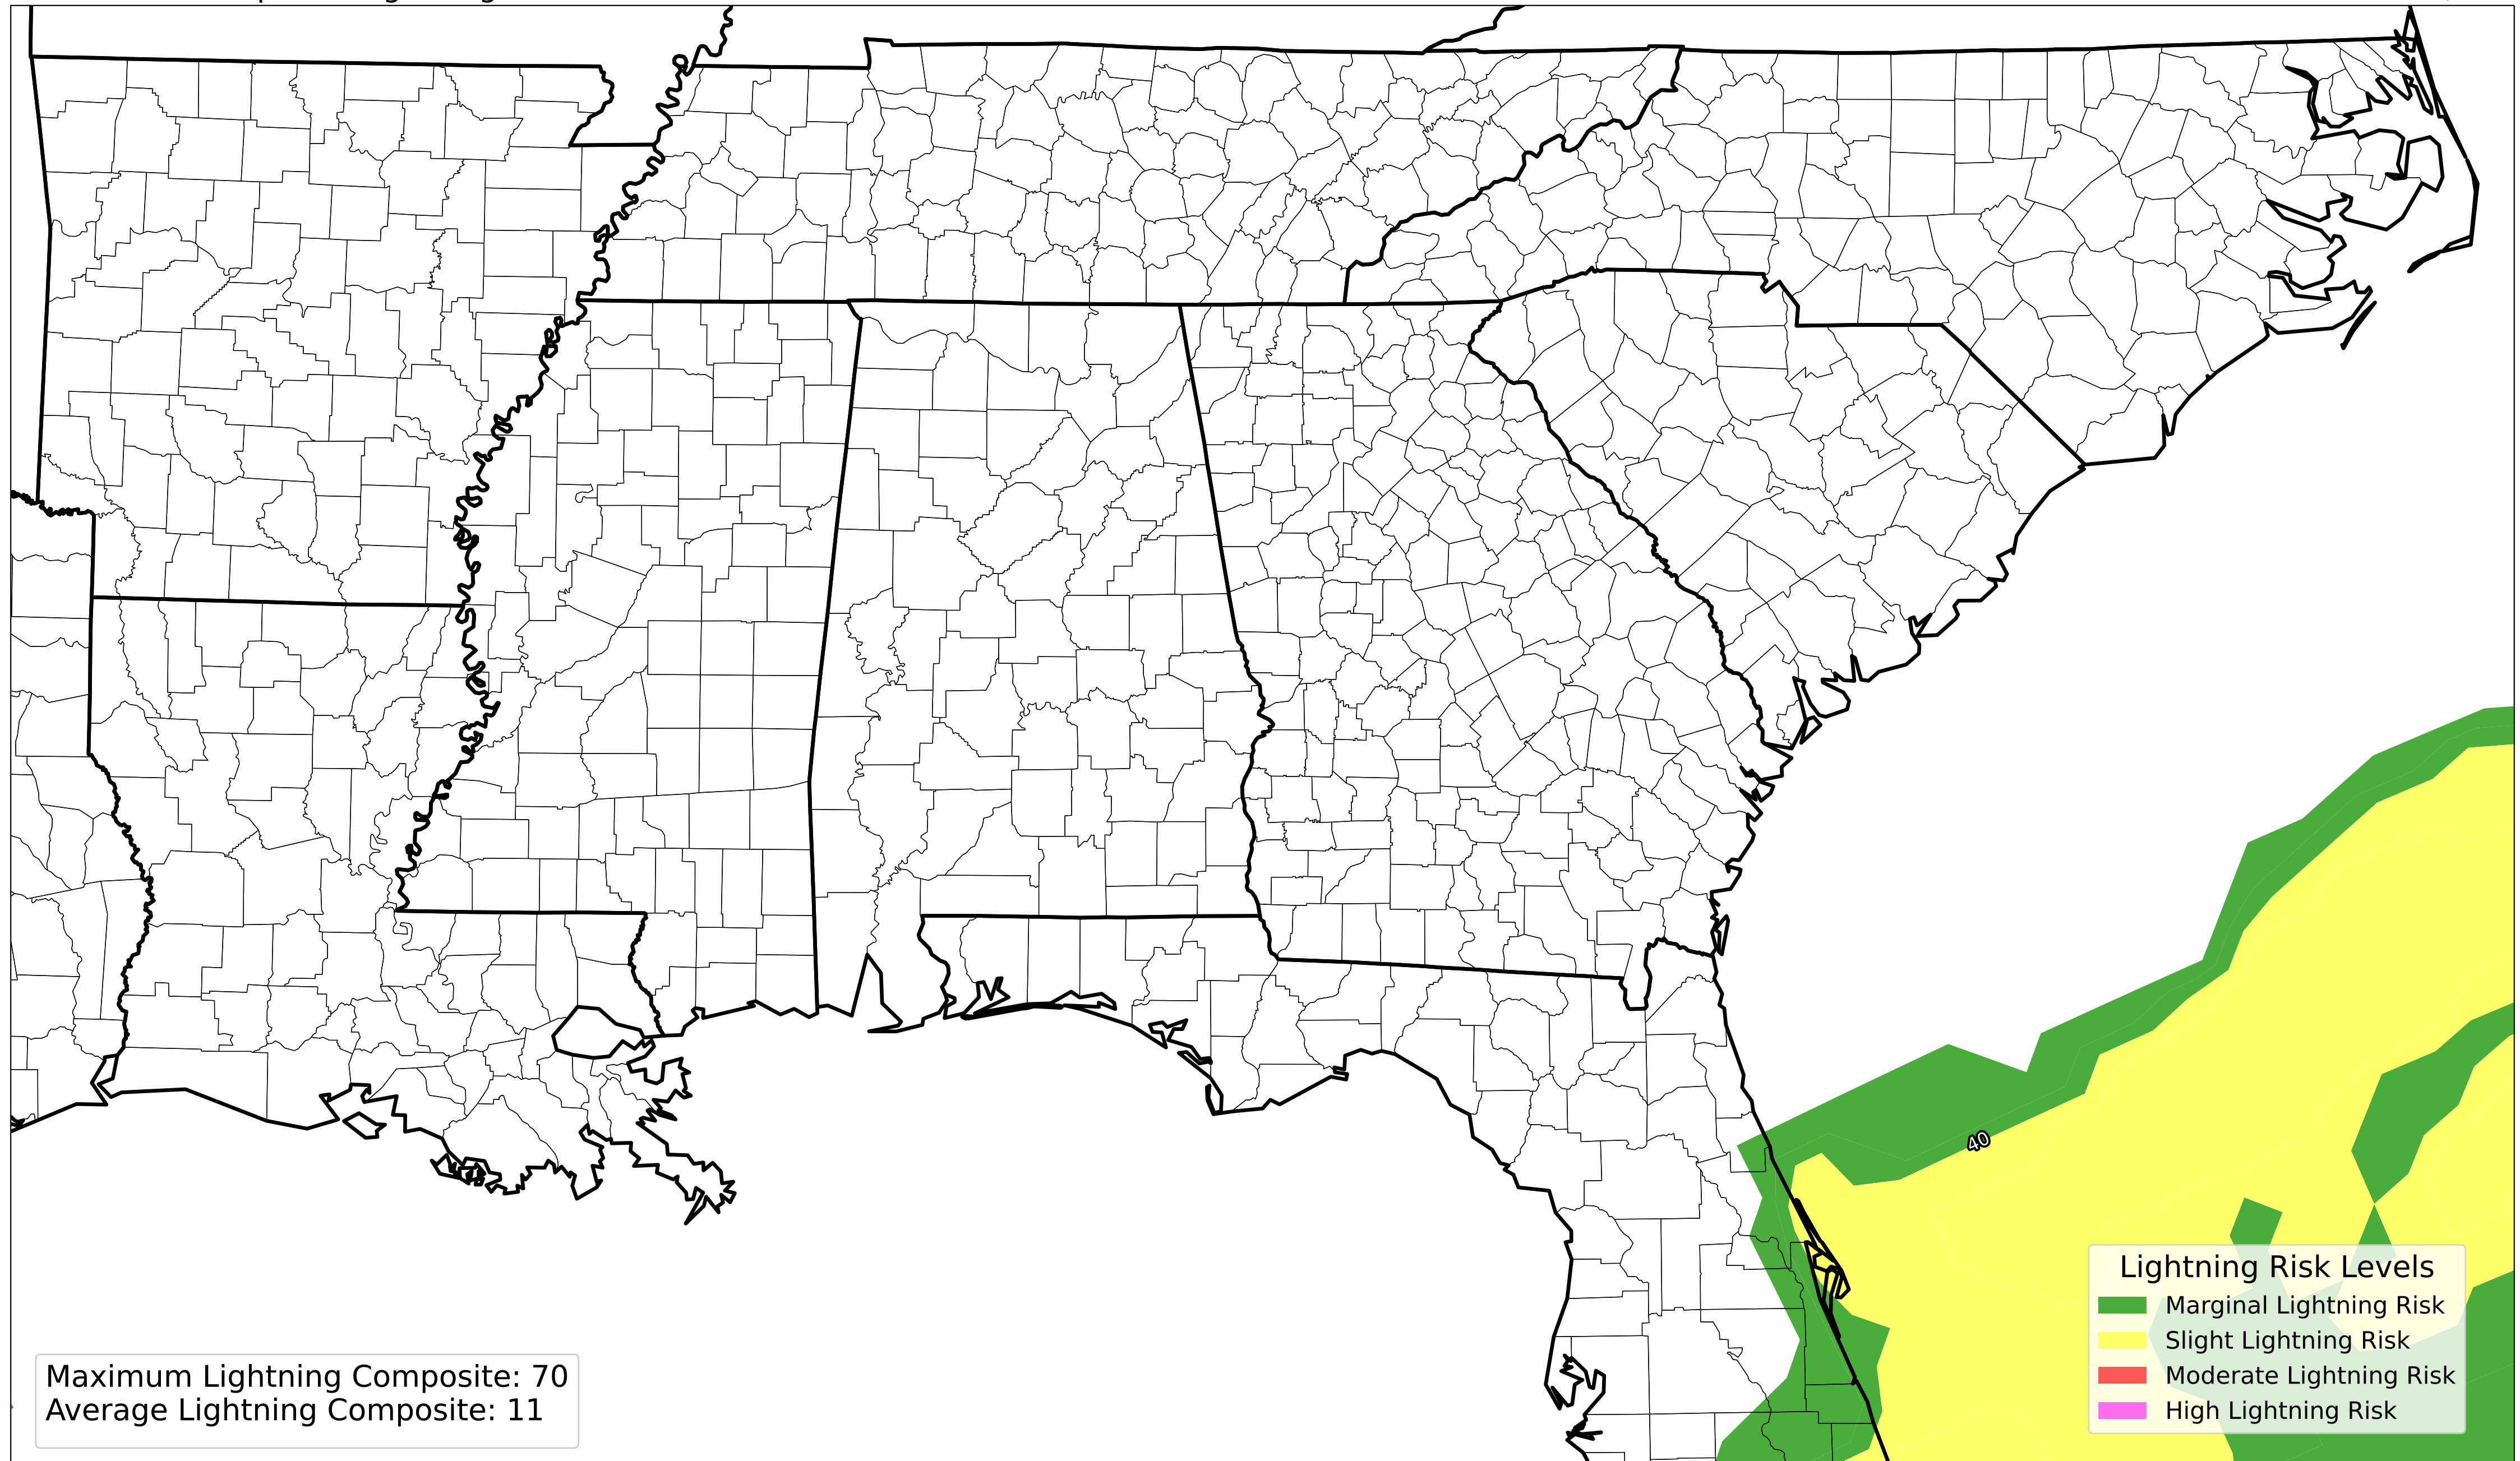 40
Lightning Risk Levels
Marginal Lightning Risk
Slight Lightning Risk
Moderate Lightning Risk
High Lightning Risk
Maximum Lightning Composite: 70
Average Lightning Composite: 11